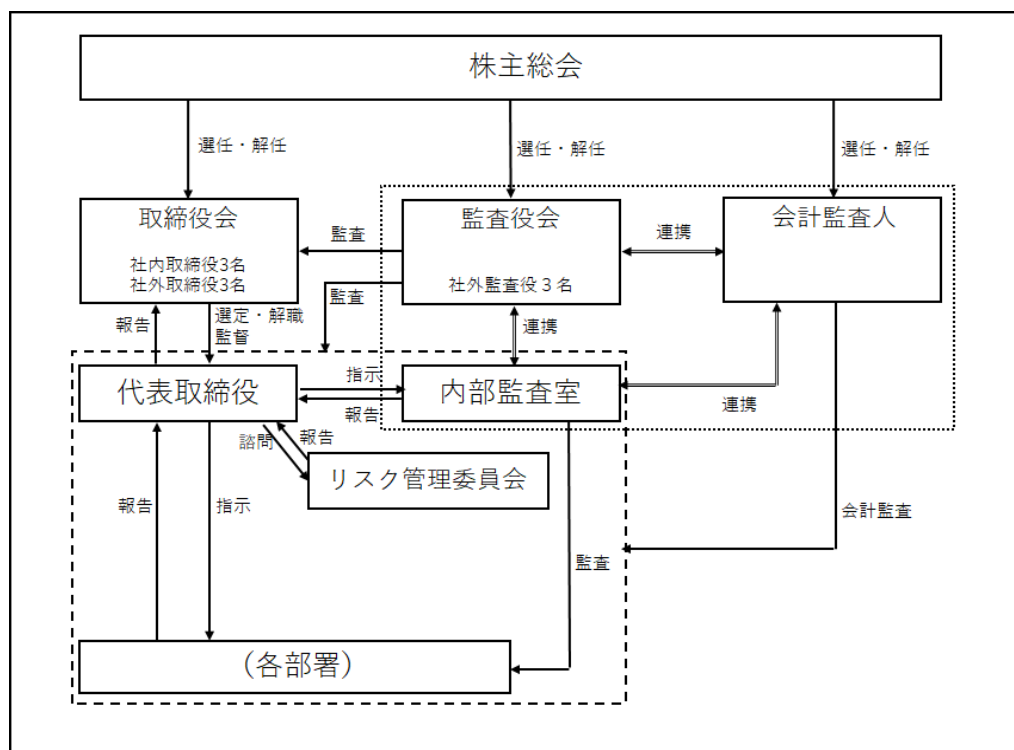 株主総会
選任・解任
選任・解任
選任・解任
取締役会
社内取締役3名
社外取締役3名
監査
監査役会
社外監査役３名
連携
会計監査人
監査
報告
選定・解職
監督
連携
代表取締役
指示
報告
内部監査室
連携
諮問
報告
リスク管理委員会
報告
指示
監査
会計監査
（各部署）